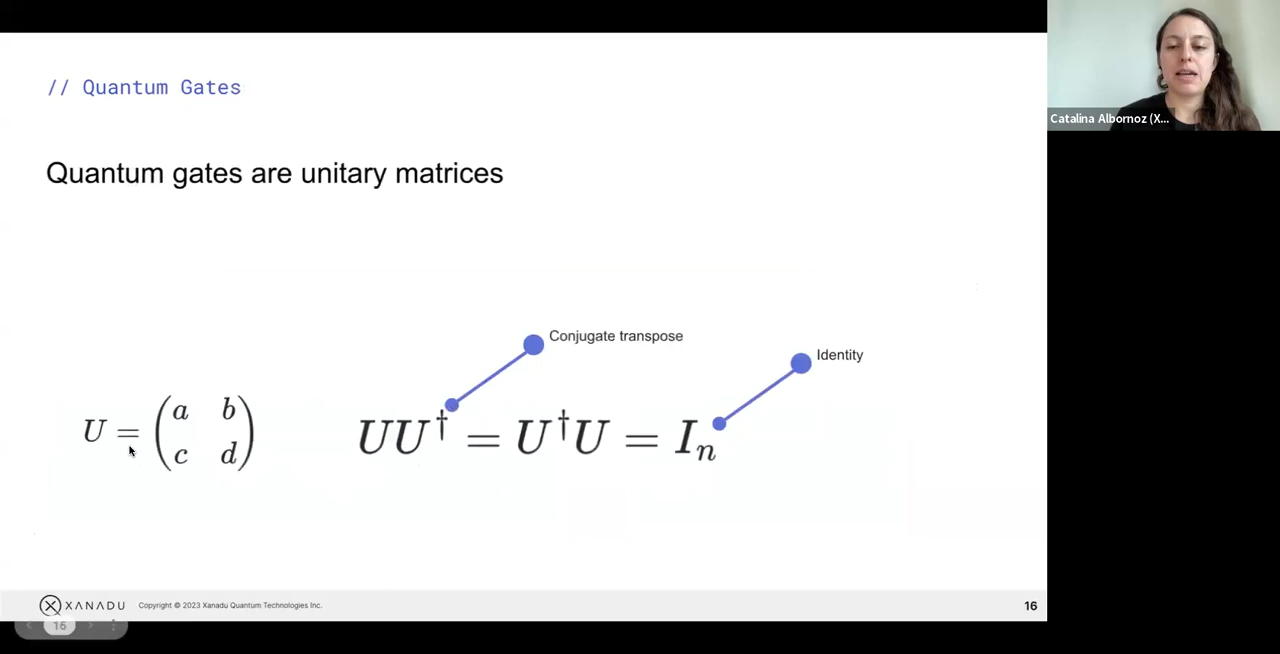 // Quantum Gates
Catalina Albornoz (X...
Quantum gates are unitary matrices
Conjugate transpose
Identity
U = (a b
c d)
UU† = U†U = Iₙ
XANADU
Copyright © 2023 Xanadu Quantum Technologies Inc.
16
16